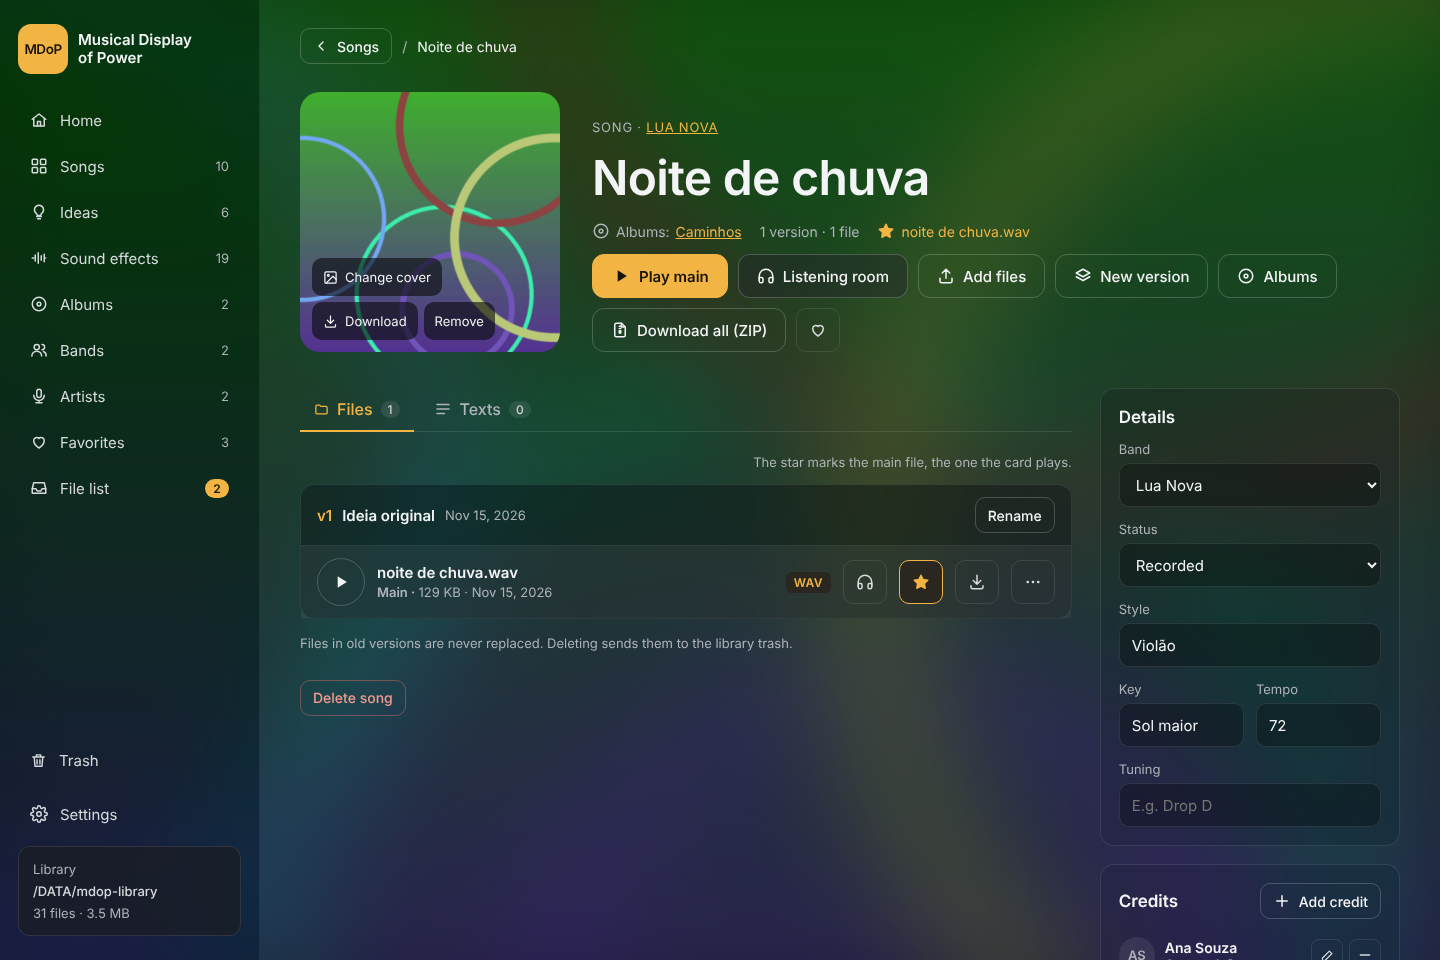 MDoP
Musical Display
of Power
Home
Songs 10
Ideas 6
Sound effects 19
Albums 2
Bands 2
Artists 2
Favorites 3
File list 2
Trash
Settings
Library
/DATA/mdop-library
31 files · 3.5 MB
Songs / Noite de chuva
Change cover
Download Remove
SONG · LUA NOVA
Noite de chuva
Albums: Caminhos 1 version · 1 file noite de chuva.wav
Play main Listening room Add files New version Albums
Download all (ZIP)
Files 1 Texts 0
The star marks the main file, the one the card plays.
v1 Ideia original Nov 15, 2026 Rename
noite de chuva.wav
Main · 129 KB · Nov 15, 2026
WAV
Files in old versions are never replaced. Deleting sends them to the library trash.
Delete song
Details
Band
Lua Nova
Status
Recorded
Style
Violão
Key Tempo
Sol maior 72
Tuning
E.g. Drop D
Credits Add credit
AS Ana Souza